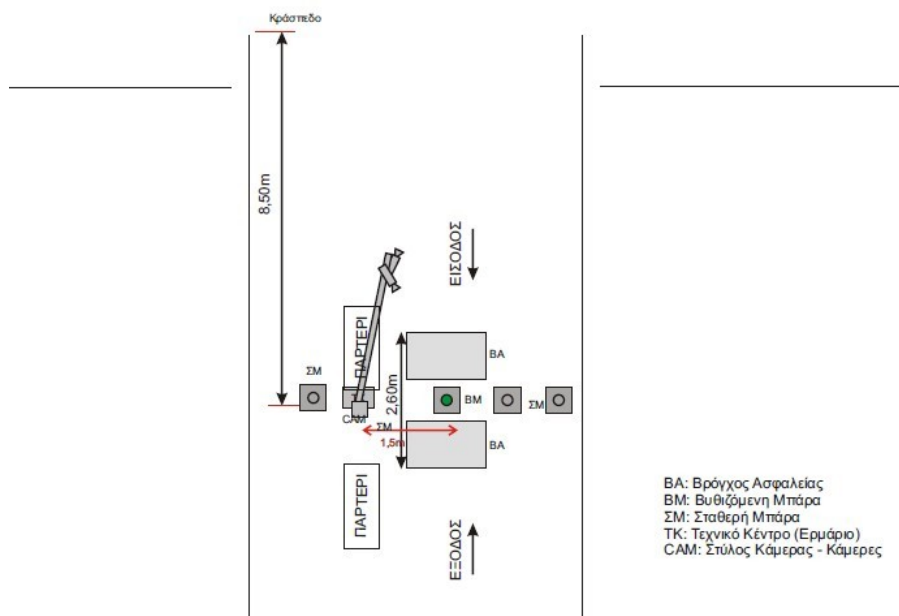 Κράσπεδο
8,50m
ΕΙΣΟΔΟΣ
ΠΑΡΤΕΡΙ
ΒΑ
ΣΜ
2,60m
ΒΜ
ΣΜ
CAM
ΣΜ
1,5m
ΒΑ
ΠΑΡΤΕΡΙ
ΕΞΟΔΟΣ
ΒΑ: Βρόγχος Ασφαλείας
ΒΜ: Βυθιζόμενη Μπάρα
ΣΜ: Σταθερή Μπάρα
ΤΚ: Τεχνικό Κέντρο (Ερμάριο)
CAM: Στύλος Κάμερας - Κάμερες